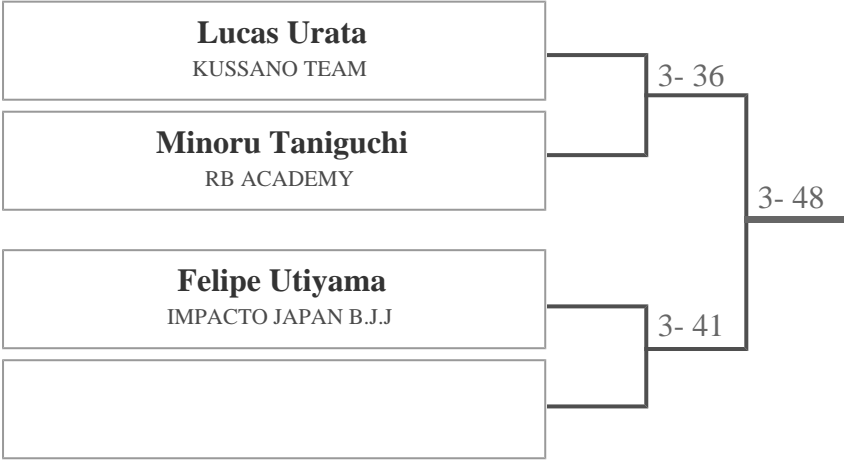 Lucas Urata
KUSSANO TEAM
3- 36
Minoru Taniguchi
RB ACADEMY
3- 48
Felipe Utiyama
IMPACTO JAPAN B.J.J
3- 41